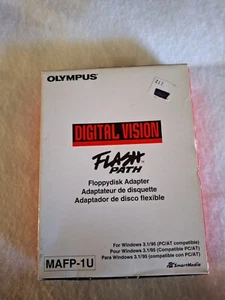 OLYMPUS
DIGITAL VISION
FLASH
PATH
Floppydisk Adapter
Adaptateur de disquette
Adaptador de disco flexible
For Windows 3.1/95 (PC/AT compatible)
Pour Windows 3.1/95 (Compatible PC/AT)
Para Windows 3.1/95 (compatible con PC/AT)
MAFP-1U
SmartMedia